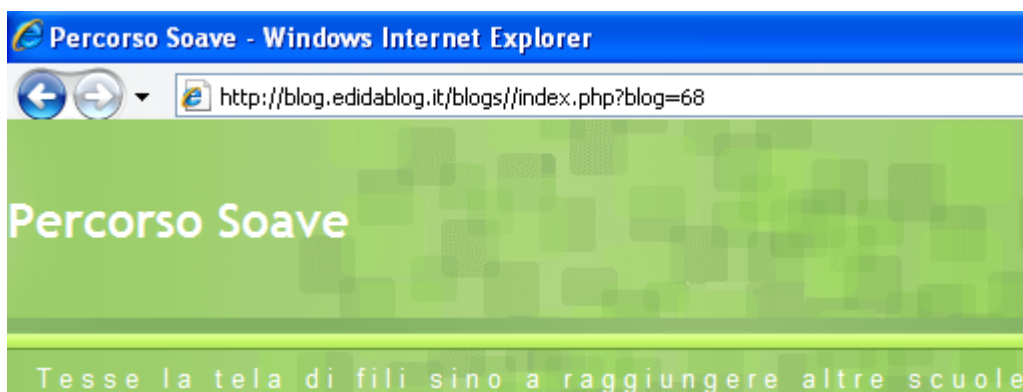 Percorso Soave - Windows Internet Explorer
http://blog.edidablog.it/blogs//index.php?blog=68
Percorso Soave
Tesse la tela di fili sino a raggiungere altre scuole